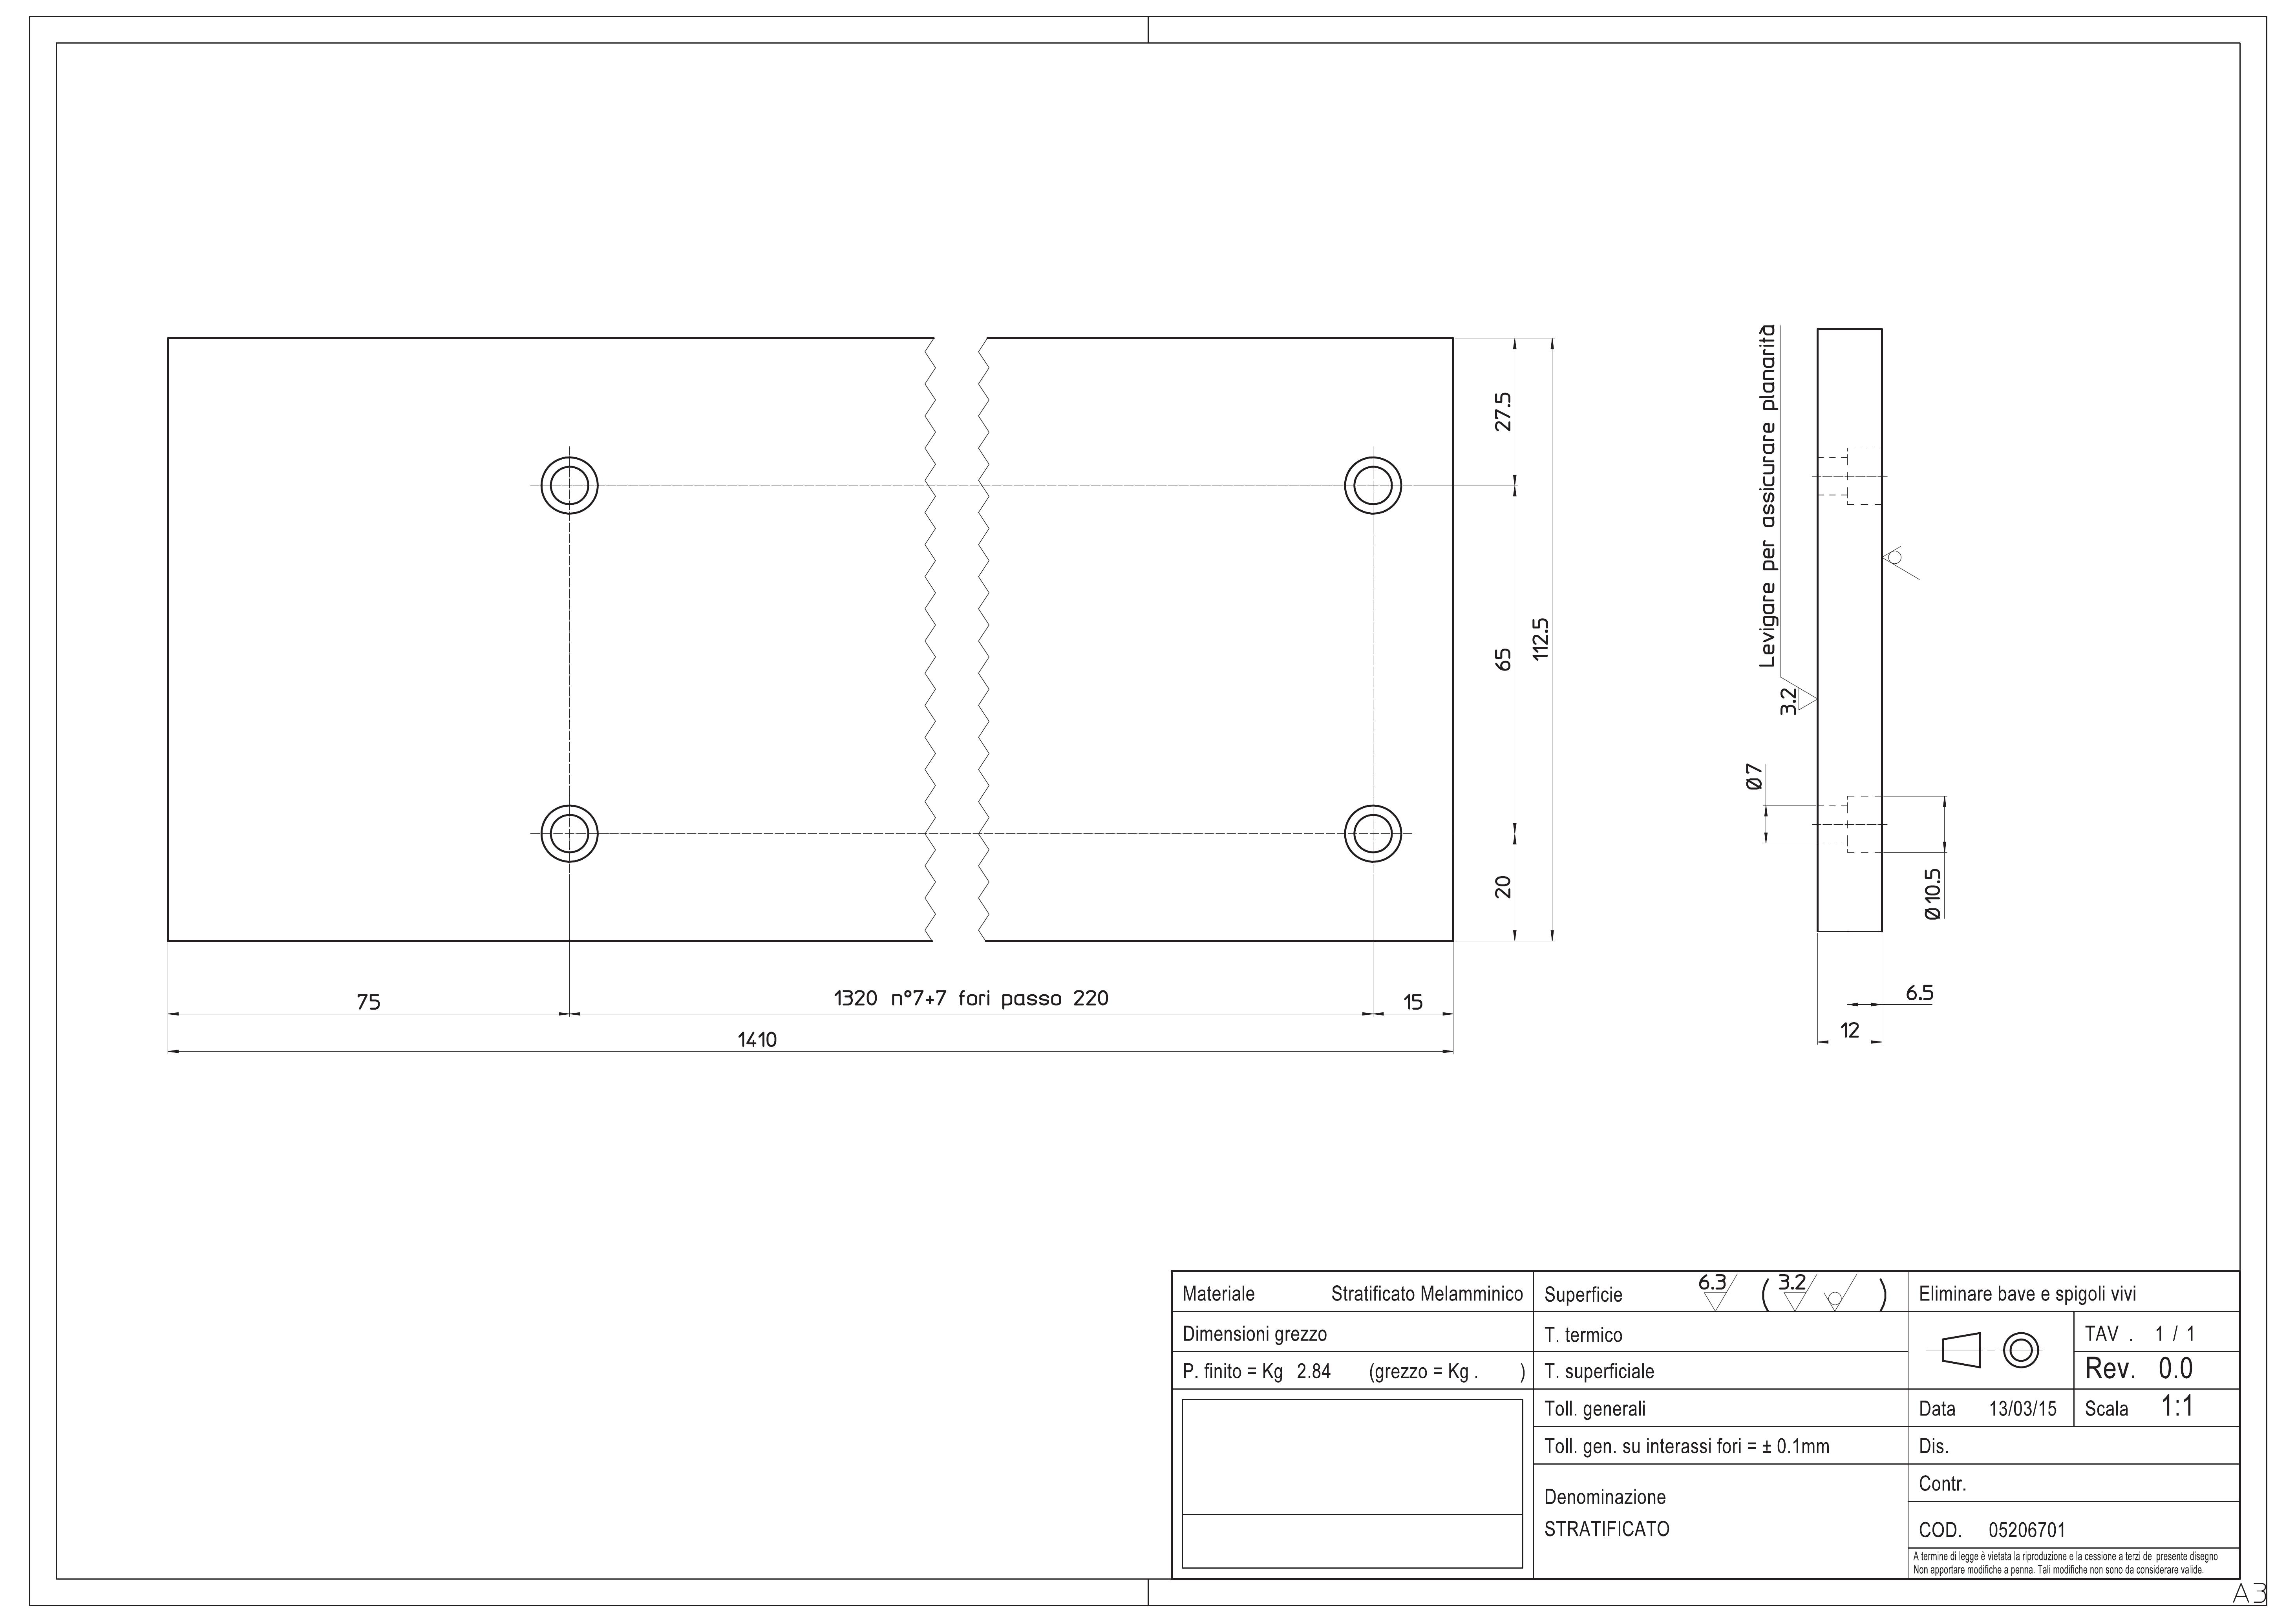 27.5
65
112.5
20
75
1320 n°7+7 fori passo 220
15
1410
Levigare per assicurare planarità
3.2
Ø7
Ø10.5
6.5
12
Materiale Stratificato Melamminico
Dimensioni grezzo
P. finito = Kg 2.84 (grezzo = Kg . )
Superficie 6.3 ( 3.2 )
T. termico
T. superficiale
Toll. generali
Toll. gen. su interassi fori = ± 0.1mm
Denominazione
STRATIFICATO
Eliminare bave e spigoli vivi
TAV . 1 / 1
Rev. 0.0
Data 13/03/15 Scala 1:1
Dis.
Contr.
COD. 05206701
A termine di legge è vietata la riproduzione e la cessione a terzi del presente disegno
Non apportare modifiche a penna. Tali modifiche non sono da considerare valide.
A3